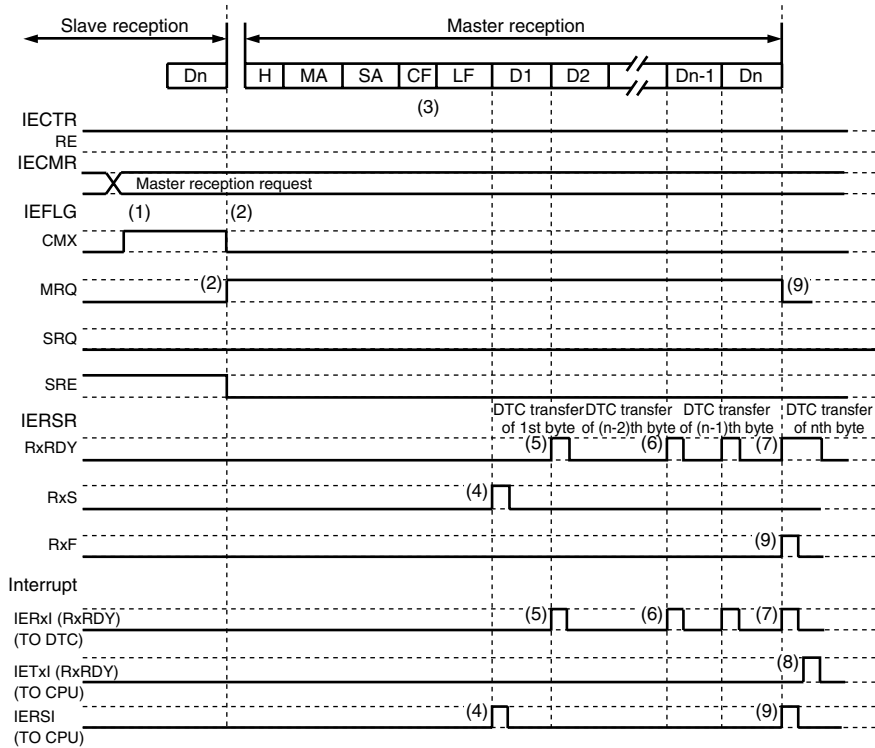 Slave reception Master reception
Dn H MA SA CF LF D1 D2 Dn-1 Dn
(3)
IECTR
RE
IECMR
Master reception request
IEFLG (1) (2)
CMX
MRQ (2) (9)
SRQ
SRE
DTC transfer DTC transfer DTC transfer DTC transfer
IERSR of 1st byte of (n-2)th byte of (n-1)th byte of nth byte
RxRDY (5) (6) (7)
RxS (4)
RxF (9)
Interrupt
IERxI (RxRDY) (5) (6) (7)
(TO DTC)
IETxI (RxRDY) (8)
(TO CPU)
IERSI (4) (9)
(TO CPU)